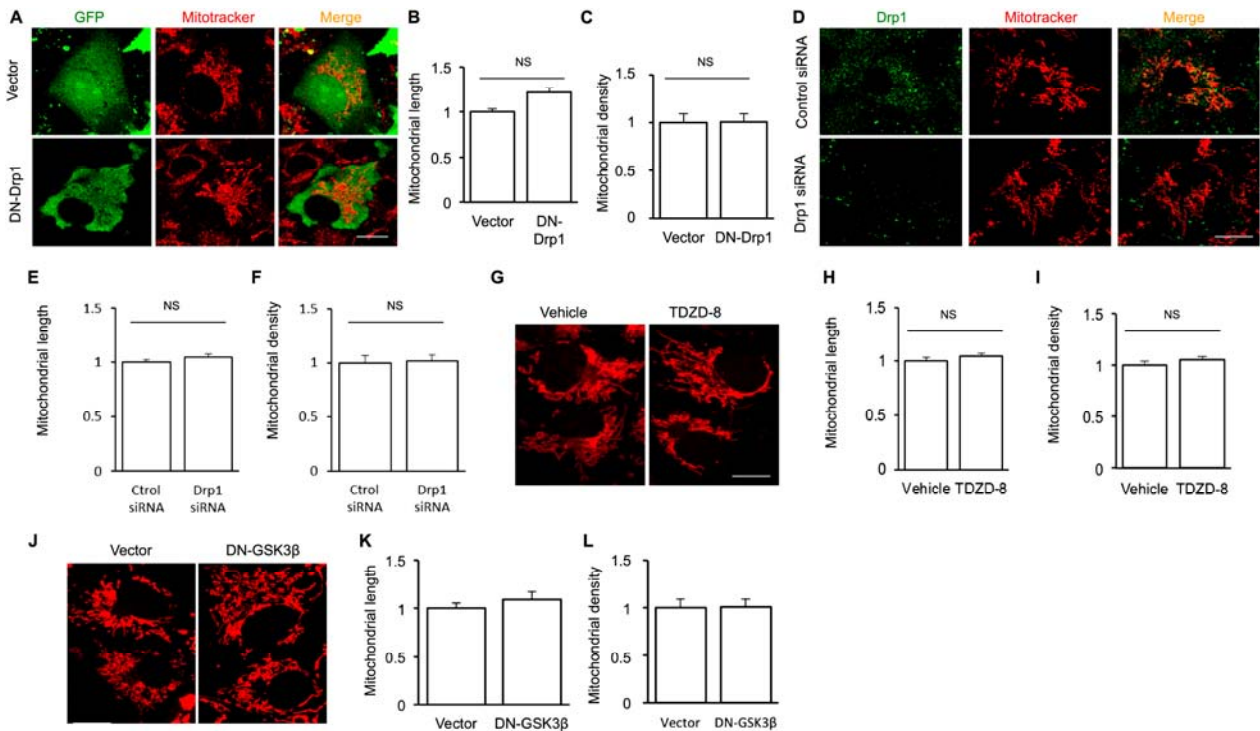 A
GFP
Mitotracker
Merge
Vector
DN-Drp1
B
NS
Mitochondrial length
1.5
1
0.5
0
Vector
DN-
Drp1
C
NS
Mitochondrial density
1.5
1
0.5
0
Vector
DN-Drp1
D
Drp1
Mitotracker
Merge
Control siRNA
Drp1 siRNA
E
NS
Mitochondrial length
1.5
1
0.5
0
Ctrol
siRNA
Drp1
siRNA
F
NS
Mitochondrial density
1.5
1
0.5
0
Ctrol
siRNA
Drp1
siRNA
G
Vehicle
TDZD-8
H
NS
Mitochondrial length
1.5
1
0.5
0
Vehicle TDZD-8
I
NS
Mitochondrial density
1.5
1
0.5
0
Vehicle TDZD-8
J
Vector
DN-GSK3β
K
Mitochondrial length
1.5
1
0.5
0
Vector DN-GSK3β
L
Mitochondrial density
1.5
1
0.5
0
Vector DN-GSK3β